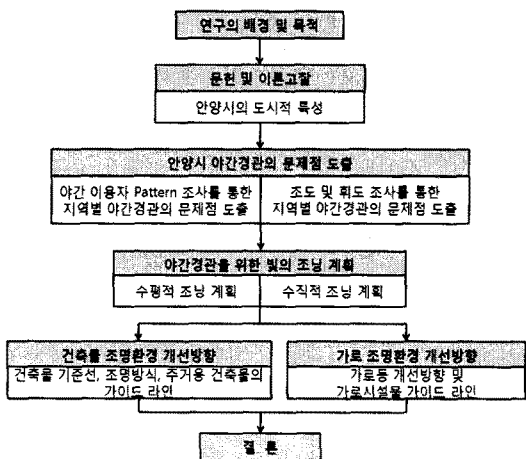 연구의 배경 및 목적
문헌 및 이론고찰
안양시의 도시적 특성
안양시 야간경관의 문제점 도출
야간 이용자 Pattern 조사를 통한
지역별 야간경관의 문제점 도출
조도 및 휘도 조사를 통한
지역별 야간경관의 문제점 도출
야간경관을 위한 빛의 조닝 계획
수평적 조닝 계획
수직적 조닝 계획
건축물 조명환경 개선방향
건축물 기준선, 조명방식, 주거용 건축물의
가이드 라인
가로 조명환경 개선방향
가로등 개선방향 및
가로시설물 가이드 라인
결 론